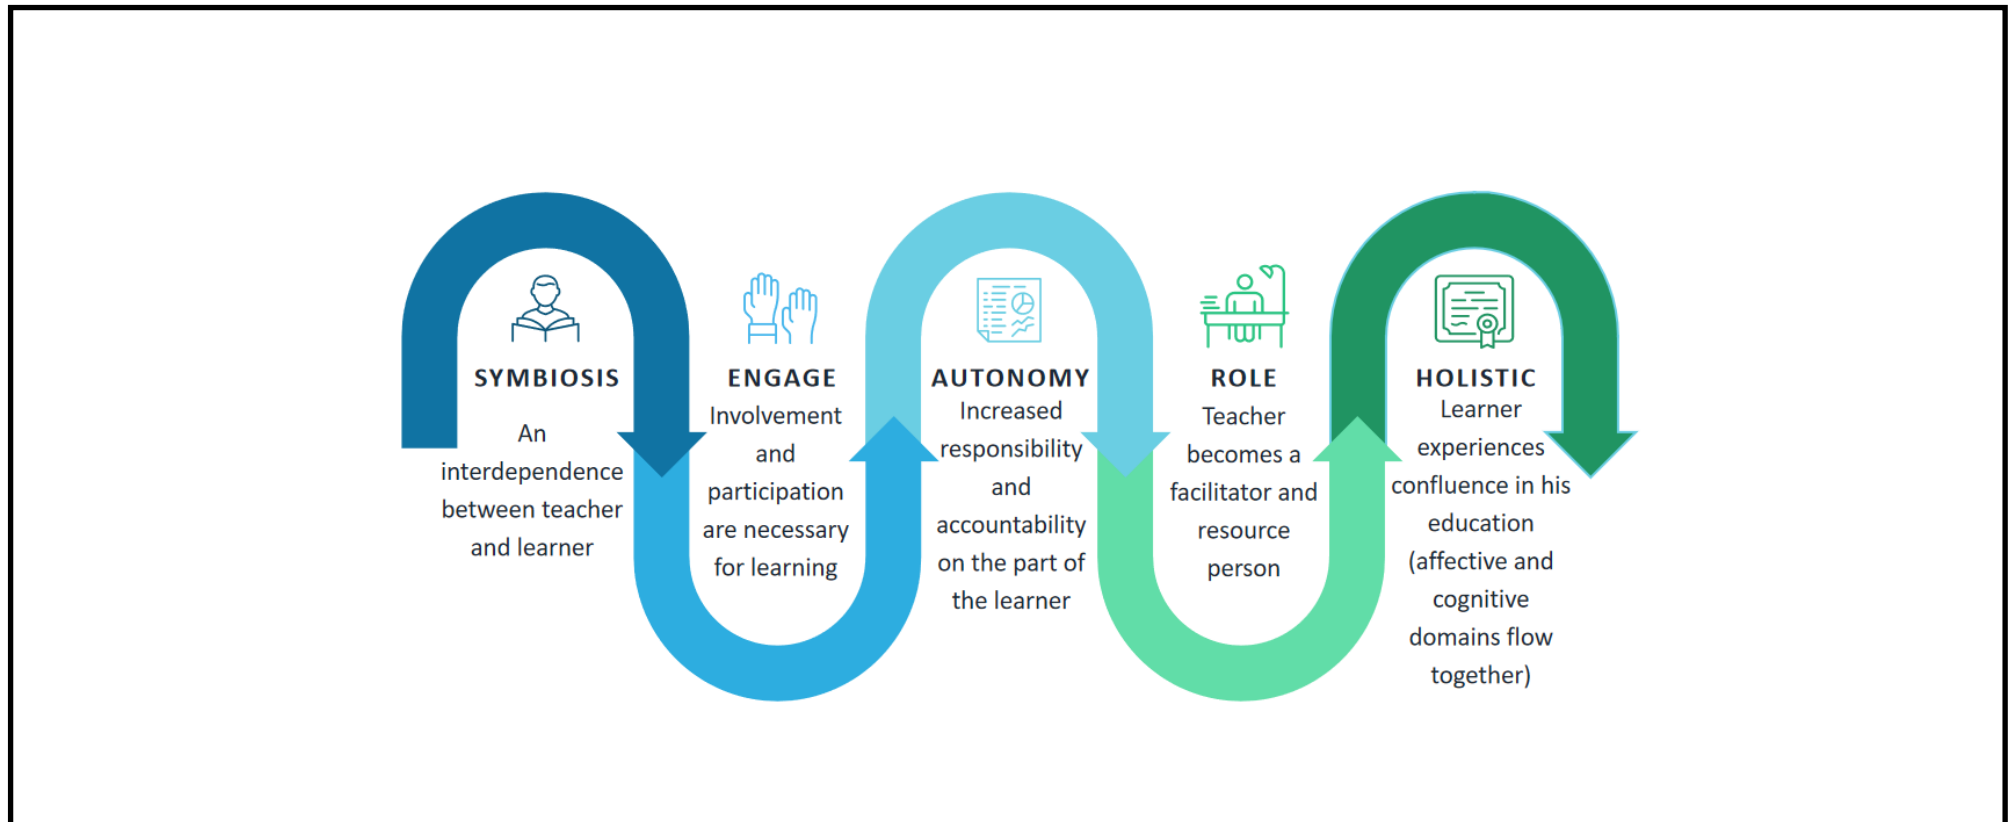 SYMBIOSIS
An
interdependence
between teacher
and learner
ENGAGE
Involvement
and
participation
are necessary
for learning
AUTONOMY
Increased
responsibility
and
accountability
on the part of
the learner
ROLE
Teacher
becomes a
facilitator and
resource
person
HOLISTIC
Learner
experiences
confluence in his
education
(affective and
cognitive
domains flow
together)